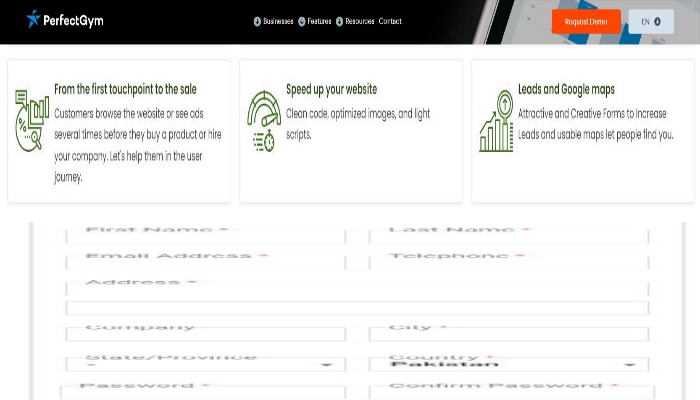 PerfectGym
Businesses Features Resources Contact
Request Demo
EN
From the first touchpoint to the sale
Customers browse the website or see ads
several times before they buy a product or hire
your company. Let's help them in the user
journey.
Speed up your website
Clean code, optimized images, and light
scripts.
Leads and Google maps
Attractive and Creative Forms to Increase
Leads and usable maps let people find you.
First Name *
Last Name *
Email Address *
Telephone *
Address *
Company
City *
State/Province
-
Country *
Pakistan
Password *
Confirm Password *